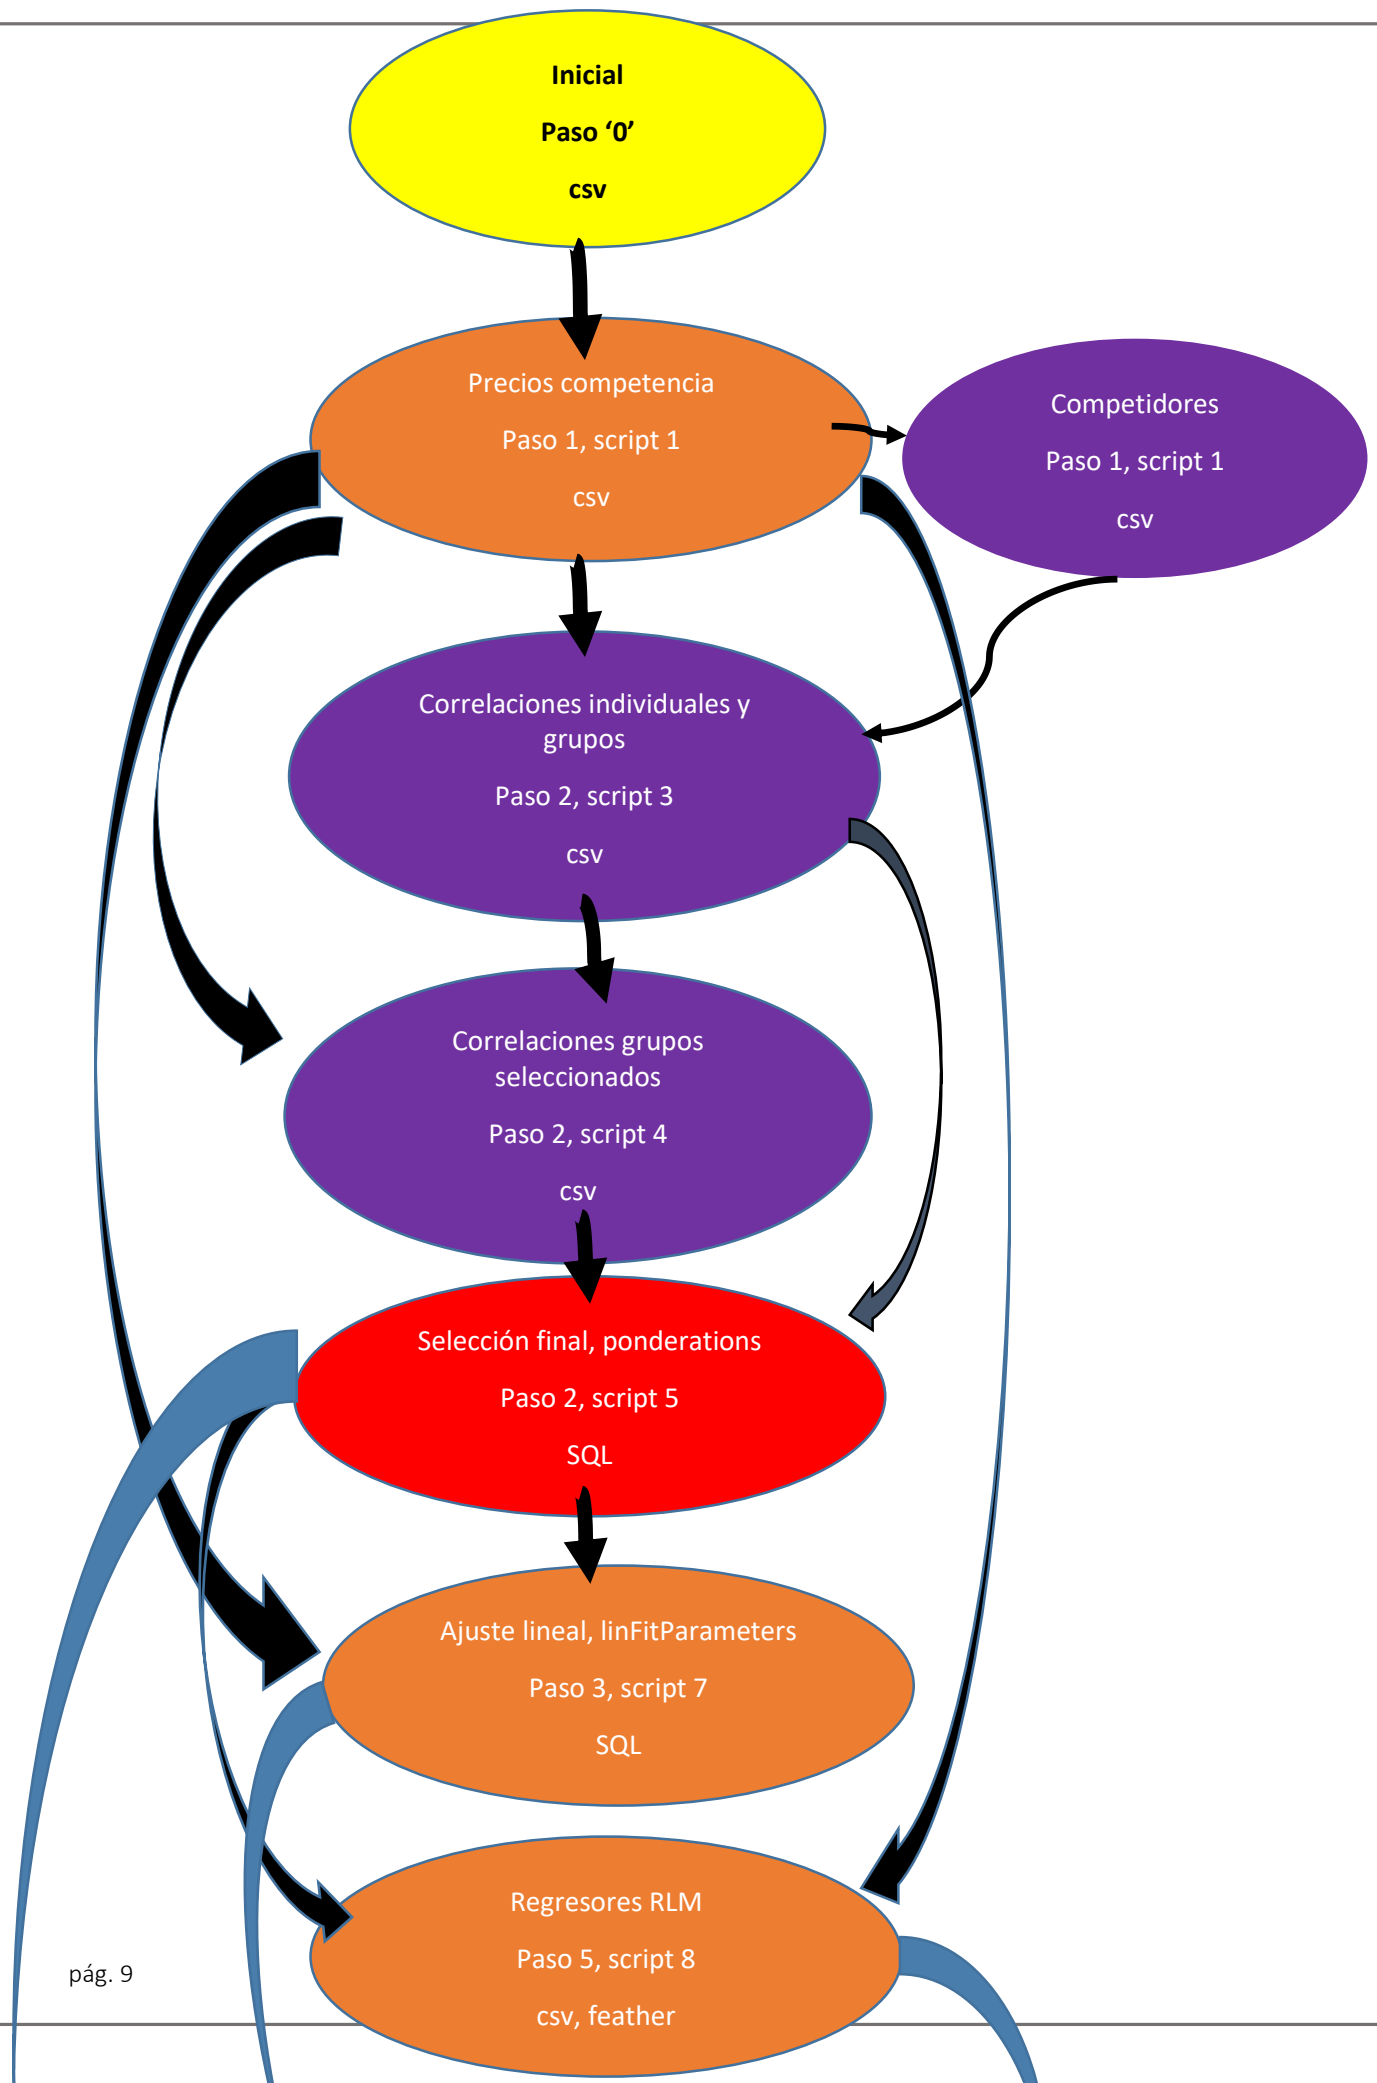 Inicial
Paso ‘0’
csv
Precios competencia
Paso 1, script 1
csv
Competidores
Paso 1, script 1
csv
Correlaciones individuales y
grupos
Paso 2, script 3
csv
Correlaciones grupos
seleccionados
Paso 2, script 4
csv
Selección final, ponderations
Paso 2, script 5
SQL
Ajuste lineal, linFitParameters
Paso 3, script 7
SQL
Regresores RLM
Paso 5, script 8
csv, feather
pág. 9